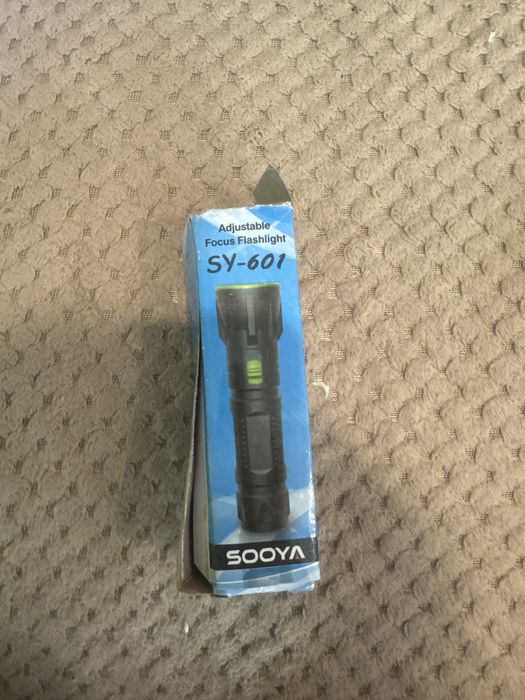 Adjustable
Focus Flashlight
SY-601
SOOYA